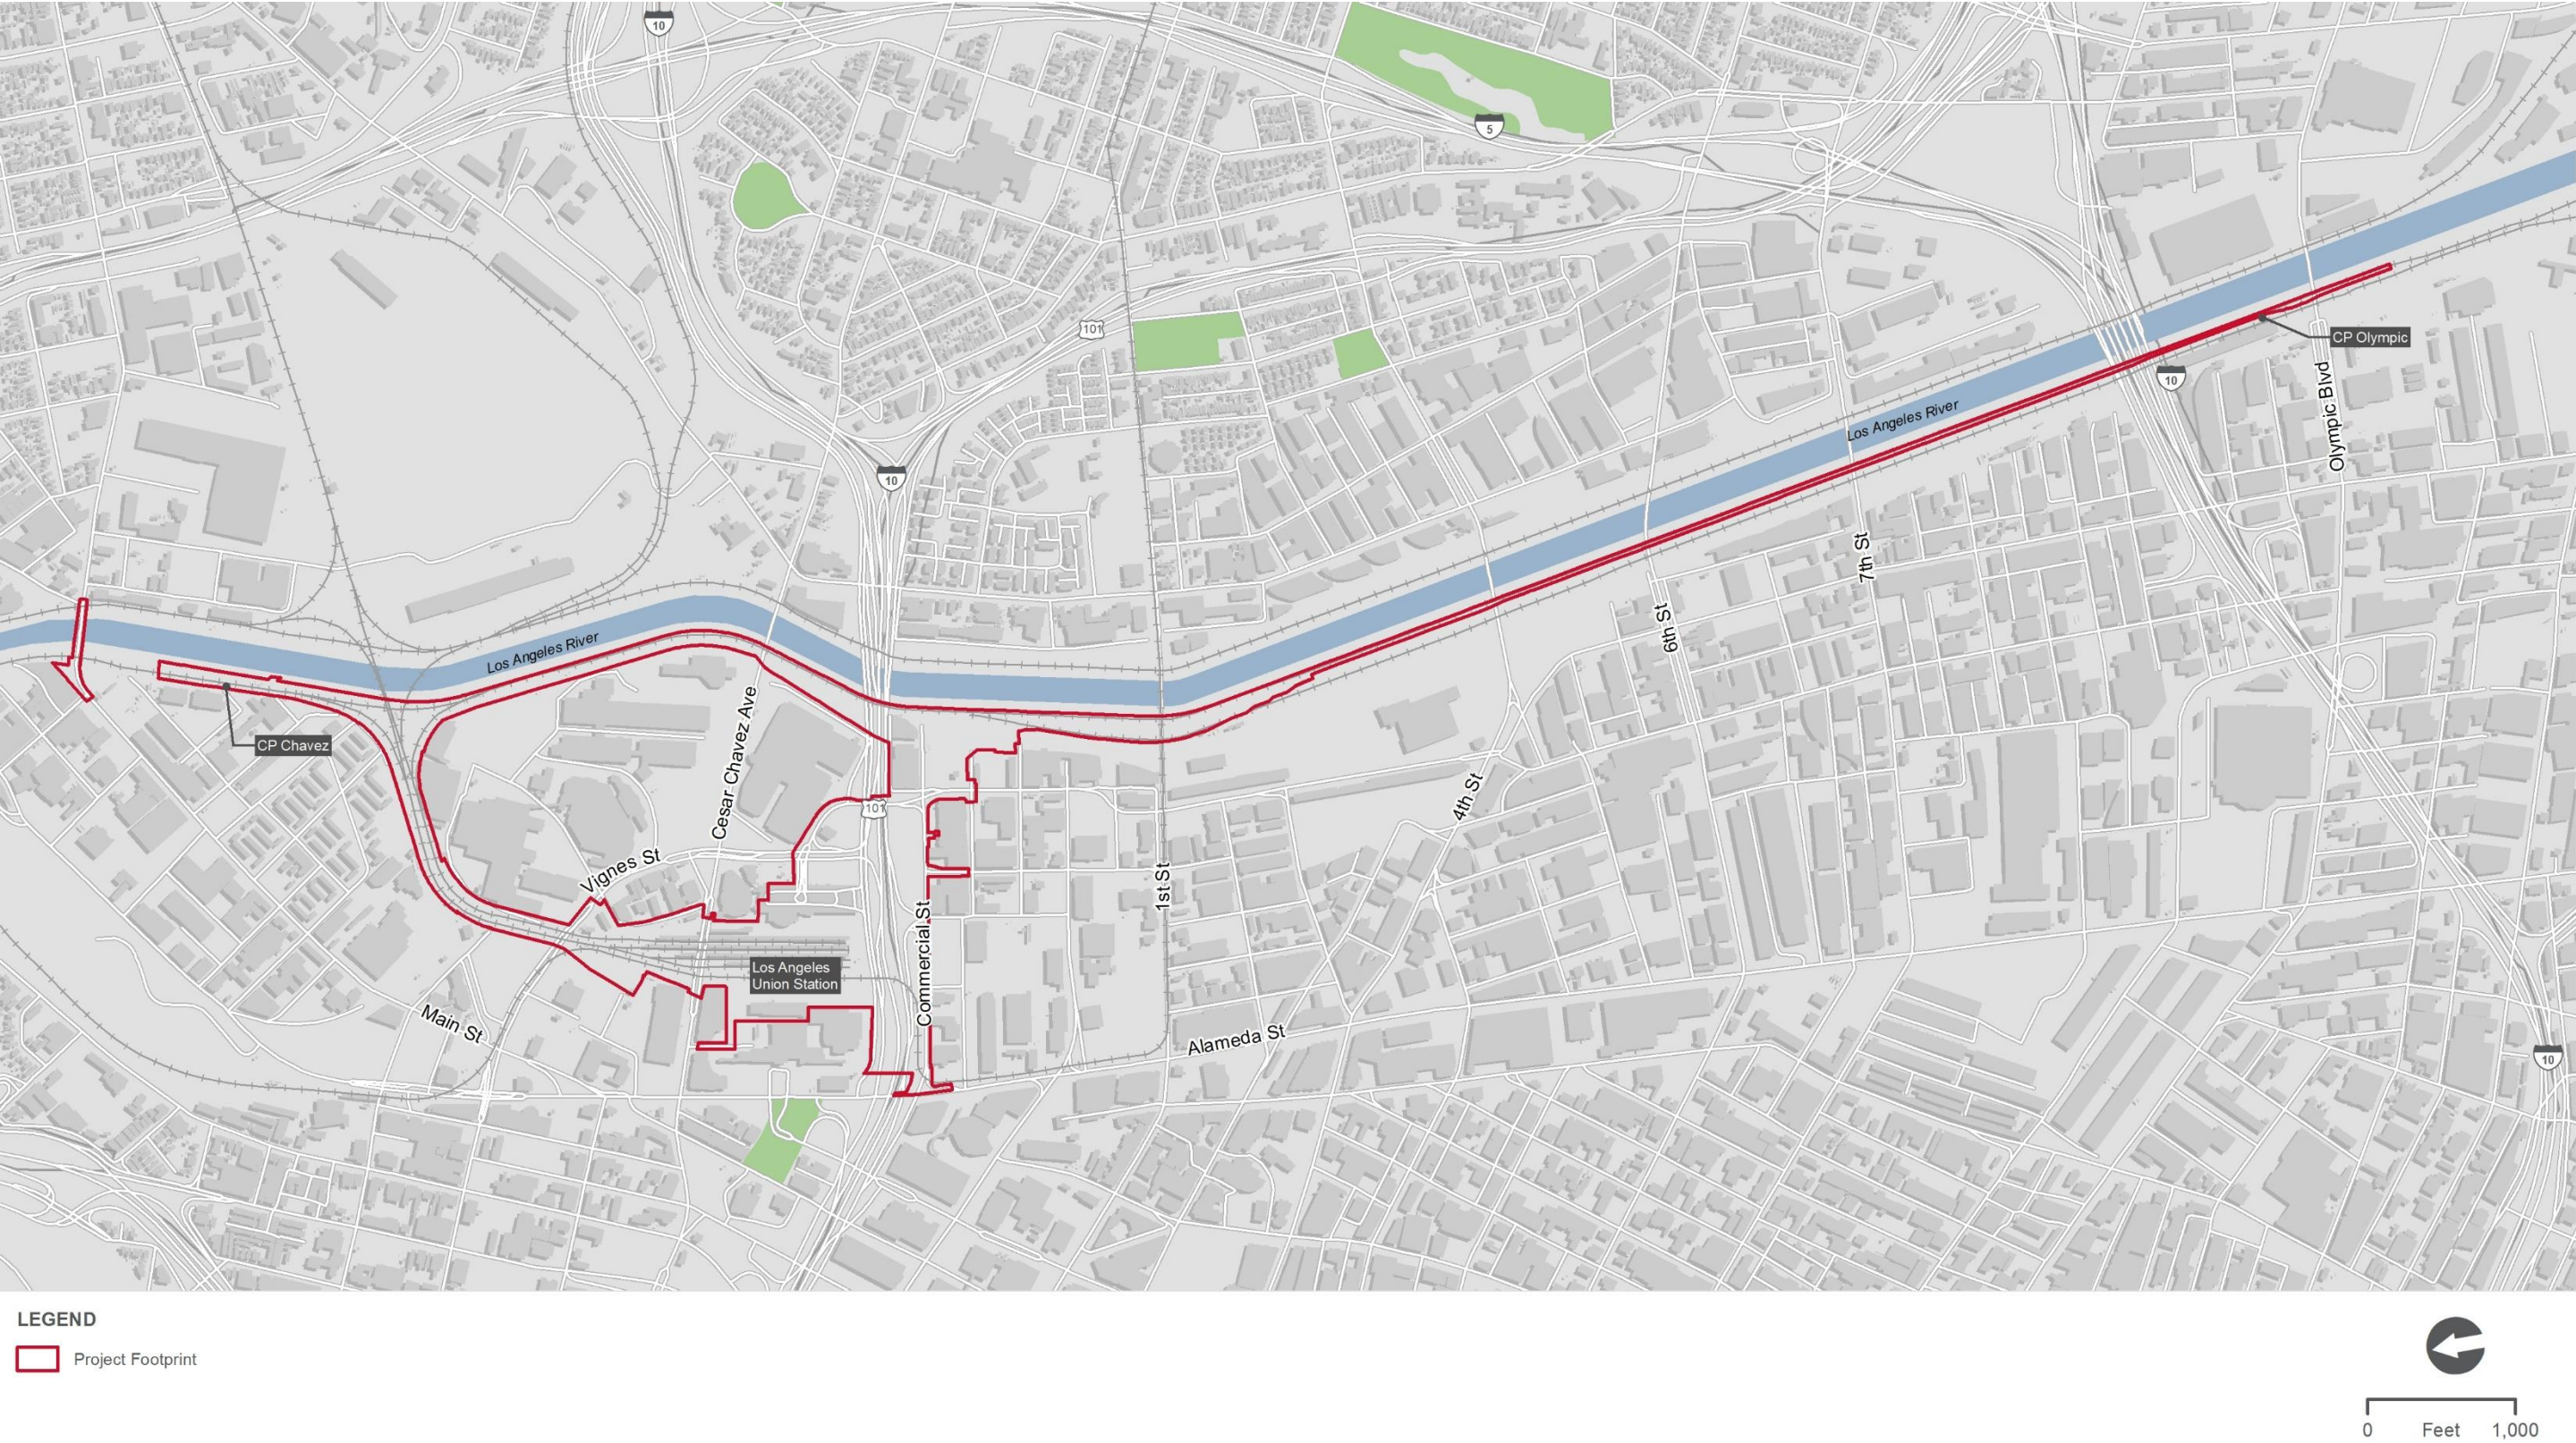 10
5
101
CP Olympic
10
Olympic Blvd
Los Angeles River
10
7th St
6th St
Los Angeles River
CP Chavez
Cesar Chavez Ave
101
4th St
Vignes St
1st St
Commercial St
Los Angeles
Union Station
Main St
Alameda St
10
LEGEND
Project Footprint
0 Feet 1,000